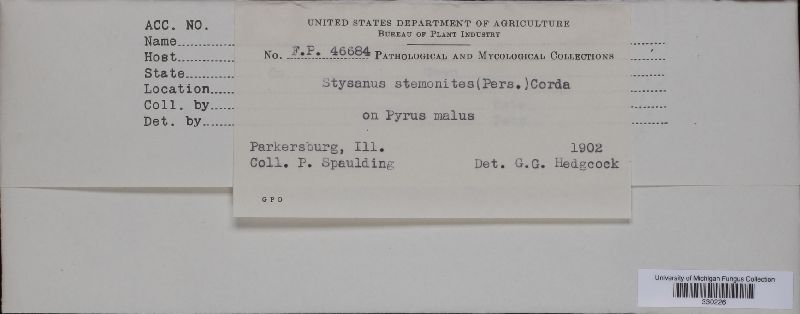 ACC. NO.
Name
Host
State
Location
Coll. by
Det. by
UNITED STATES DEPARTMENT OF AGRICULTURE
BUREAU OF PLANT INDUSTRY
No. F.P. 46684 PATHOLOGICAL AND MYCOLOGICAL COLLECTIONS
Stysanus stemonites(Pers.)Corda
on Pyrus malus
Parkersburg, Ill. 1902
Coll. P. Spaulding Det. G.G. Hedgcock
GPO
University of Michigan Fungus Collection
330226